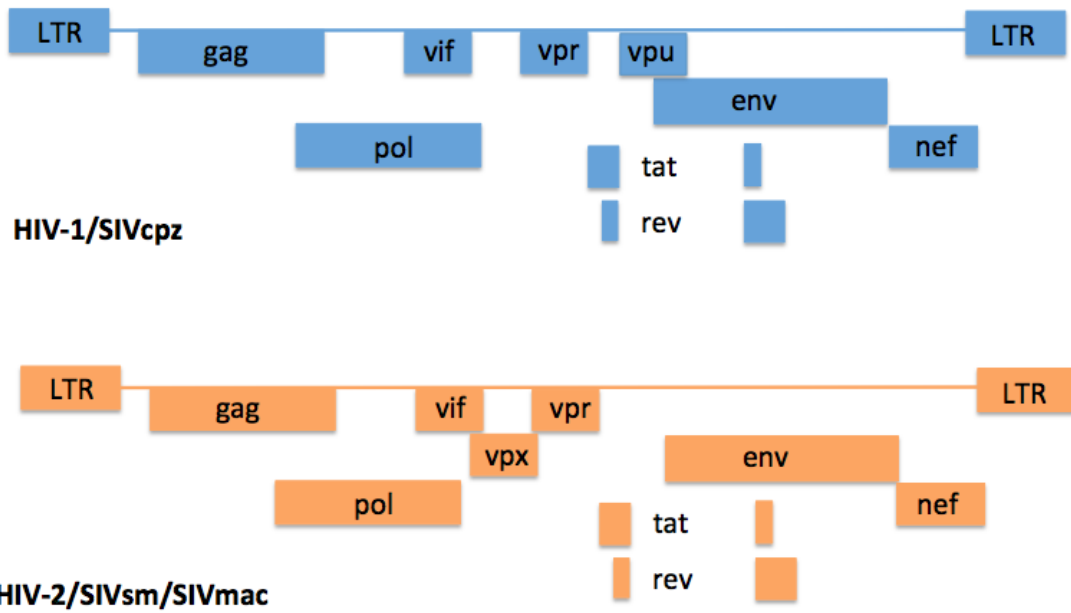 LTR
LTR
gag
vif
vpr
vpu
env
pol
nef
tat
rev
HIV-1/SIVcpz
LTR
LTR
gag
vif
vpr
vpx
env
pol
nef
tat
rev
HIV-2/SIVsm/SIVmac